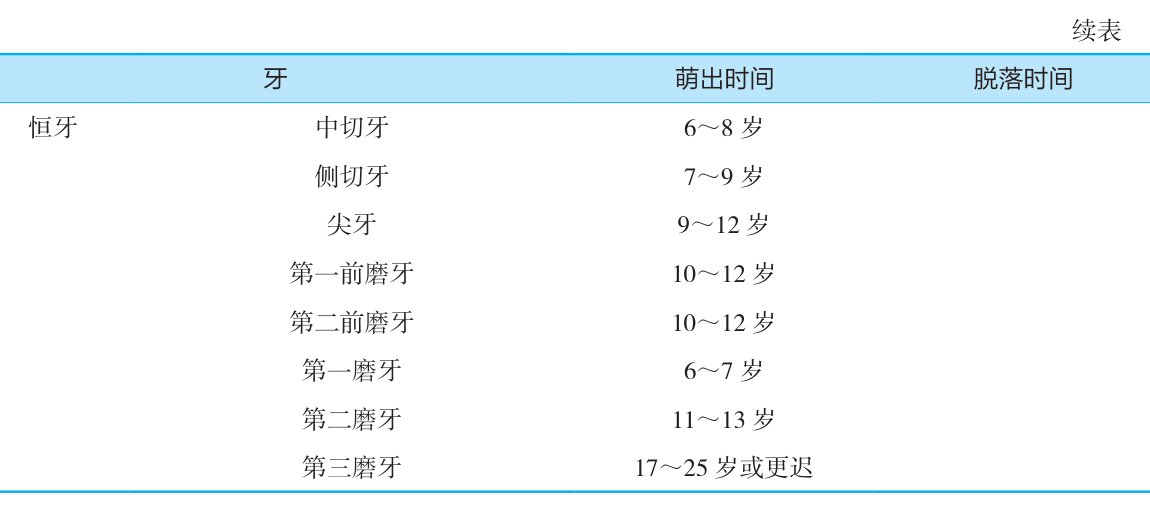 续表
牙 萌出时间 脱落时间
恒牙 中切牙 6～8 岁
侧切牙 7～9 岁
尖牙 9～12 岁
第一前磨牙 10～12 岁
第二前磨牙 10～12 岁
第一磨牙 6～7 岁
第二磨牙 11～13 岁
第三磨牙 17～25 岁或更迟